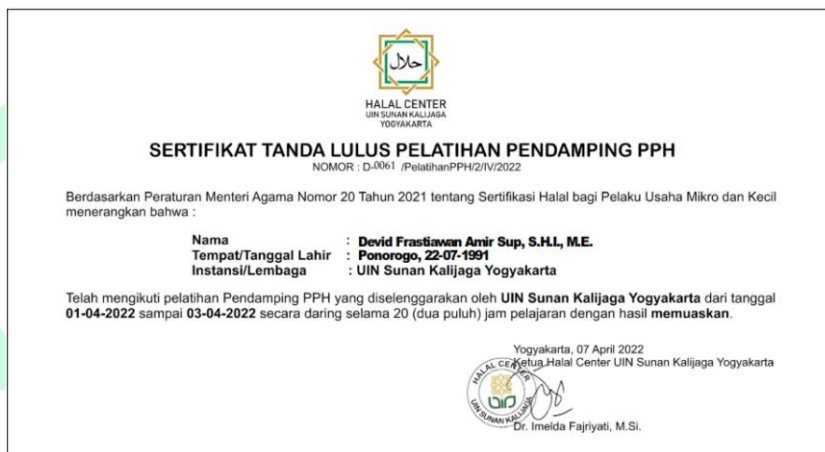 حلال
HALAL CENTER
UIN SUNAN KALIJAGA
YOGYAKARTA
SERTIFIKAT TANDA LULUS PELATIHAN PENDAMPING PPH
NOMOR : D-0061 /PelatihanPPH/2/IV/2022
Berdasarkan Peraturan Menteri Agama Nomor 20 Tahun 2021 tentang Sertifikasi Halal bagi Pelaku Usaha Mikro dan Kecil
menerangkan bahwa :
Nama : Devid Frastiawan Amir Sup, S.H.I., M.E.
Tempat/Tanggal Lahir : Ponorogo, 22-07-1991
Instansi/Lembaga : UIN Sunan Kalijaga Yogyakarta
Telah mengikuti pelatihan Pendamping PPH yang diselenggarakan oleh UIN Sunan Kalijaga Yogyakarta dari tanggal
01-04-2022 sampai 03-04-2022 secara daring selama 20 (dua puluh) jam pelajaran dengan hasil memuaskan.
Yogyakarta, 07 April 2022
Ketua Halal Center UIN Sunan Kalijaga Yogyakarta
HALAL CENTER
UIN SUNAN KALIJAGA
Dr. Imelda Fajriyati, M.Si.